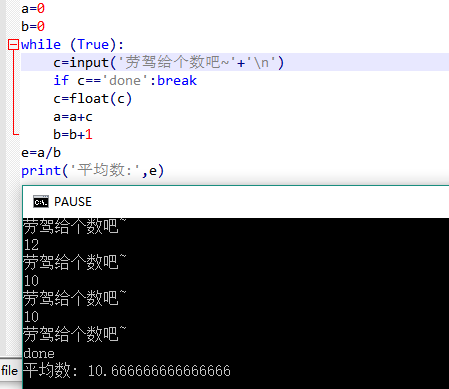 a=0
b=0
while (True):
c=input('劳驾给个数吧~'+'\n')
if c=='done':break
c=float(c)
a=a+c
b=b+1
e=a/b
print('平均数:',e)
PAUSE
劳驾给个数吧~
12
劳驾给个数吧~
10
劳驾给个数吧~
10
劳驾给个数吧~
done
平均数: 10.666666666666666
file